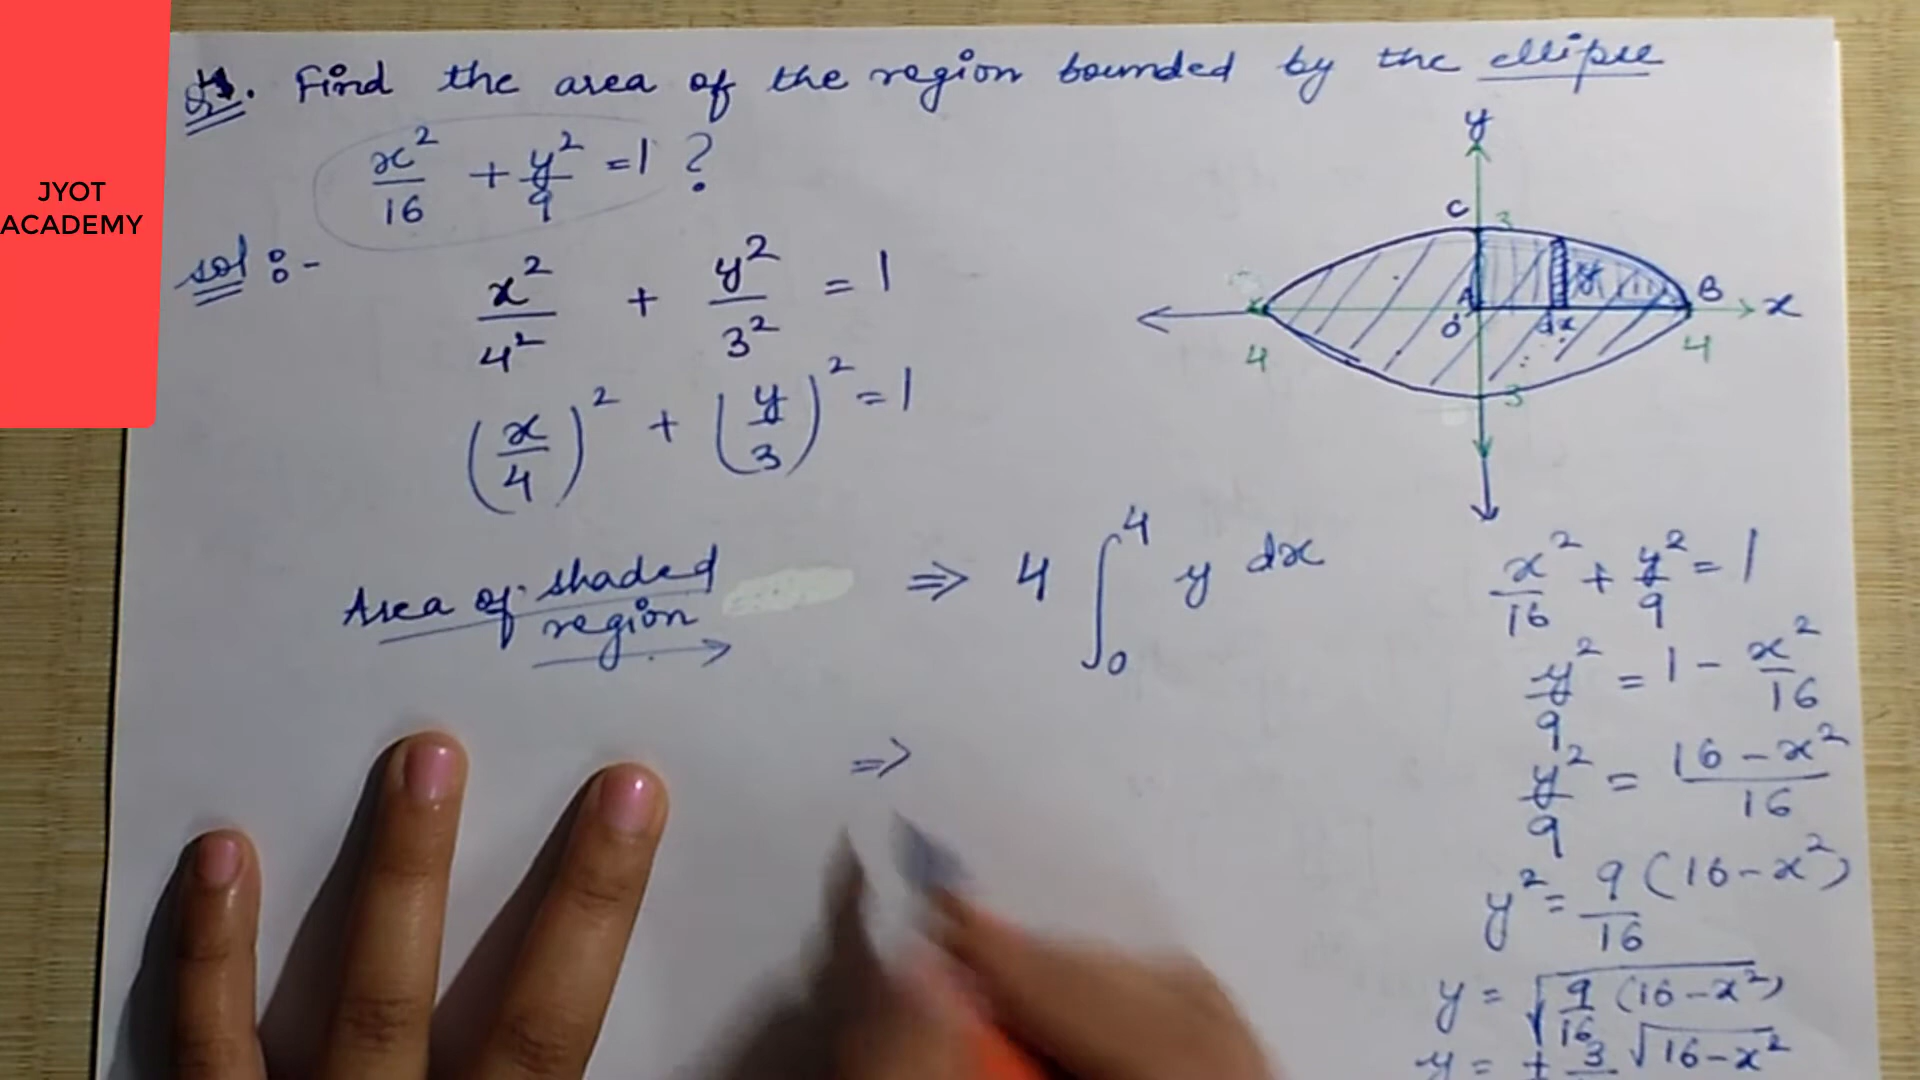 JYOT
ACADEMY
Find the area of the region bounded by the ellipse
x²/16 + y²/9 = 1 ?
sol :-
x²/4² + y²/3² = 1
(x/4)² + (y/3)² = 1
Area of shaded
region
⇒ 4 ∫₀⁴ y dx
⇒
y
C 3
A y B x
O dx
4 4
3
x²/16 + y²/9 = 1
y²/9 = 1 - x²/16
y²/9 = 16 - x²/16
y² = 9/16 (16 - x²)
y = √9/16 (16 - x²)
y = ± 3 √16 - x²